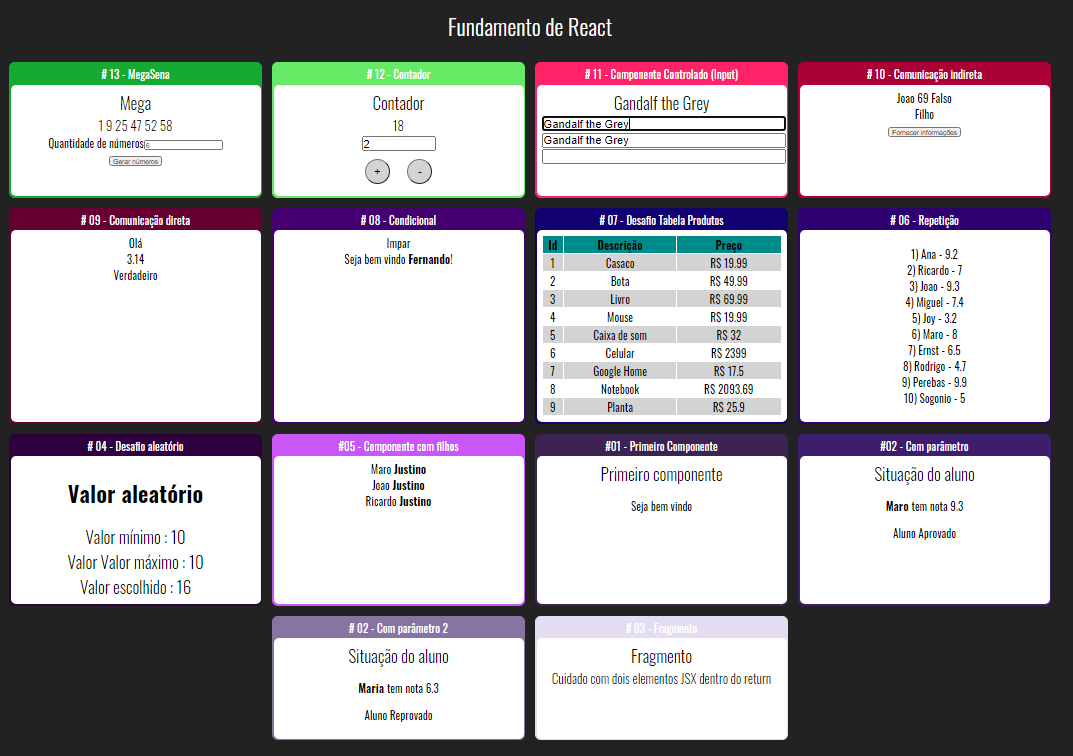 Fundamento de React
# 13 - MegaSena
Mega
1 9 25 47 52 58
Quantidade de números 6
Gerar números
# 12 - Contador
Contador
18
2
+ -
# 11 - Componente Controlado (Input)
Gandalf the Grey
Gandalf the Grey
Gandalf the Grey
# 10 - Comunicação indireta
Joao 69 Falso
Filho
Fornecer informações
# 09 - Comunicação direta
Olá
3.14
Verdadeiro
# 08 - Condicional
Impar
Seja bem vindo Fernando!
# 07 - Desafio Tabela Produtos
Id Descrição Preço
1 Casaco R$ 19.99
2 Bota R$ 49.99
3 Livro R$ 69.99
4 Mouse R$ 19.99
5 Caixa de som R$ 32
6 Celular R$ 2399
7 Google Home R$ 17.5
8 Notebook R$ 2093.69
9 Planta R$ 25.9
# 06 - Repetição
1) Ana - 9.2
2) Ricardo - 7
3) Joao - 9.3
4) Miguel - 7.4
5) Joy - 3.2
6) Maro - 8
7) Ernst - 6.5
8) Rodrigo - 4.7
9) Perebas - 9.9
10) Sogonio - 5
# 04 - Desafio aleatório
Valor aleatório
Valor mínimo : 10
Valor Valor máximo : 10
Valor escolhido : 16
#05 - Componente com filhos
Maro Justino
Joao Justino
Ricardo Justino
#01 - Primeiro Componente
Primeiro componente
Seja bem vindo
#02 - Com parâmetro
Situação do aluno
Maro tem nota 9.3
Aluno Aprovado
# 02 - Com parâmetro 2
Situação do aluno
Maria tem nota 6.3
Aluno Reprovado
# 03 - Fragmento
Fragmento
Cuidado com dois elementos JSX dentro do return